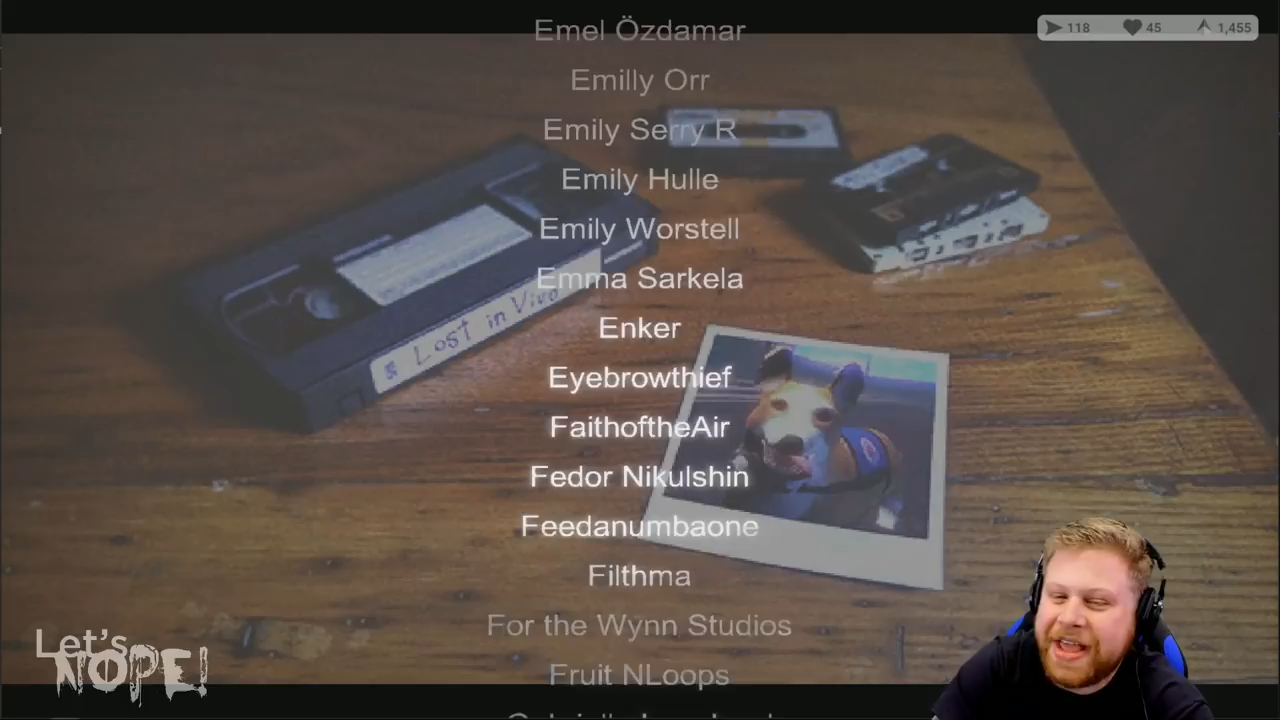 Emel Özdamar
118 45 1,455
Emilly Orr
Emily Serry R
Emily Hulle
Emily Worstell
Emma Sarkela
Lost in Vivo
Enker
Eyebrowthief
FaithoftheAir
Fedor Nikulshin
Feedanumbaone
Filthma
For the Wynn Studios
Fruit NLoops
Let's
NOPE!